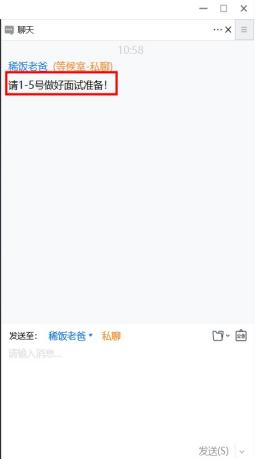 聊天
10:58
稀饭老爸 (等候室-私聊)
请1-5号做好面试准备！
发送至： 稀饭老爸 私聊
请输入消息...
发送(S)